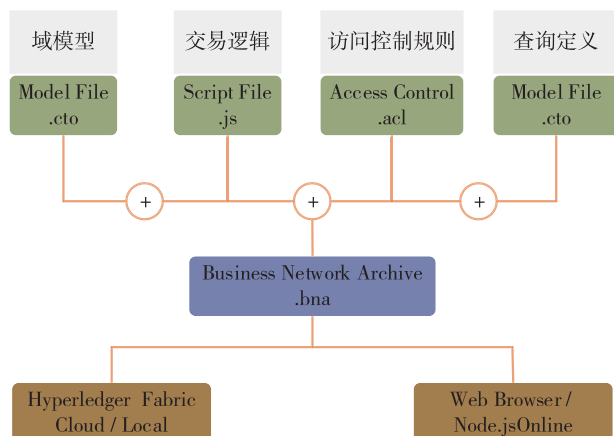 域模型
交易逻辑
访问控制规则
查询定义
Model File
.cto
Script File
.js
Access Control
.acl
Model File
.cto
+
+
+
Business Network Archive
.bna
Hyperledger Fabric
Cloud / Local
Web Browser /
Node.jsOnline